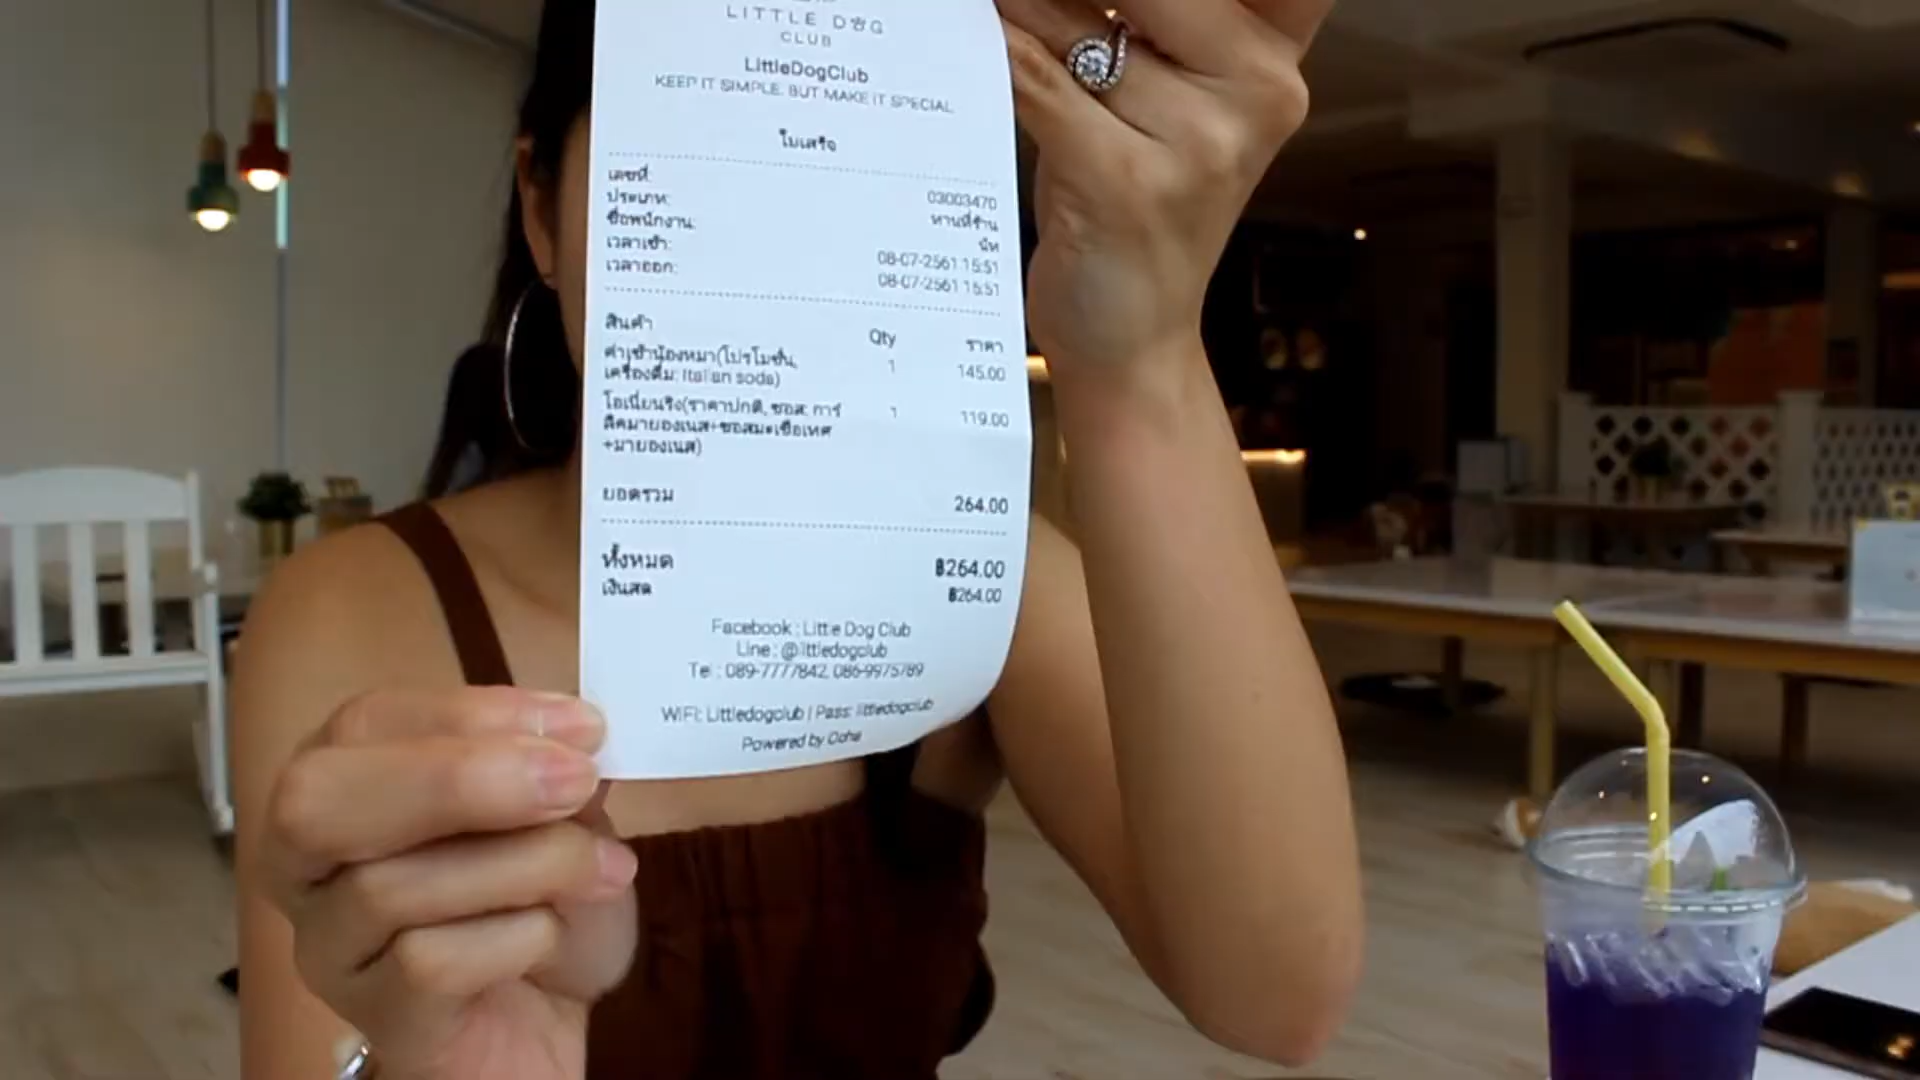 LITTLE DOG
CLUB
LittleDogClub
KEEP IT SIMPLE. BUT MAKE IT SPECIAL
ใบเสร็จ
เลขที่: 03003470
ประเภท: ทานที่ร้าน
ชื่อพนักงาน: นัท
เวลาเข้า: 08-07-2561 15:51
เวลาออก: 08-07-2561 15:51
สินค้า Qty ราคา
ค่าเข้าน้องหมา(โปรโมชั่น, 1 145.00
เครื่องดื่ม: Italian soda)
โอเนี่ยนริง(ราคาปกติ, ซอส: การ์ 1 119.00
ลิคมายองเนส+ซอสมะเขือเทศ
+มายองเนส)
ยอดรวม 264.00
ทั้งหมด ฿264.00
เงินสด ฿264.00
Facebook : Little Dog Club
Line : @littledogclub
Tel : 089-7777842, 086-9975789
WiFi: Littledogclub | Pass: littledogclub
Powered by Ocha